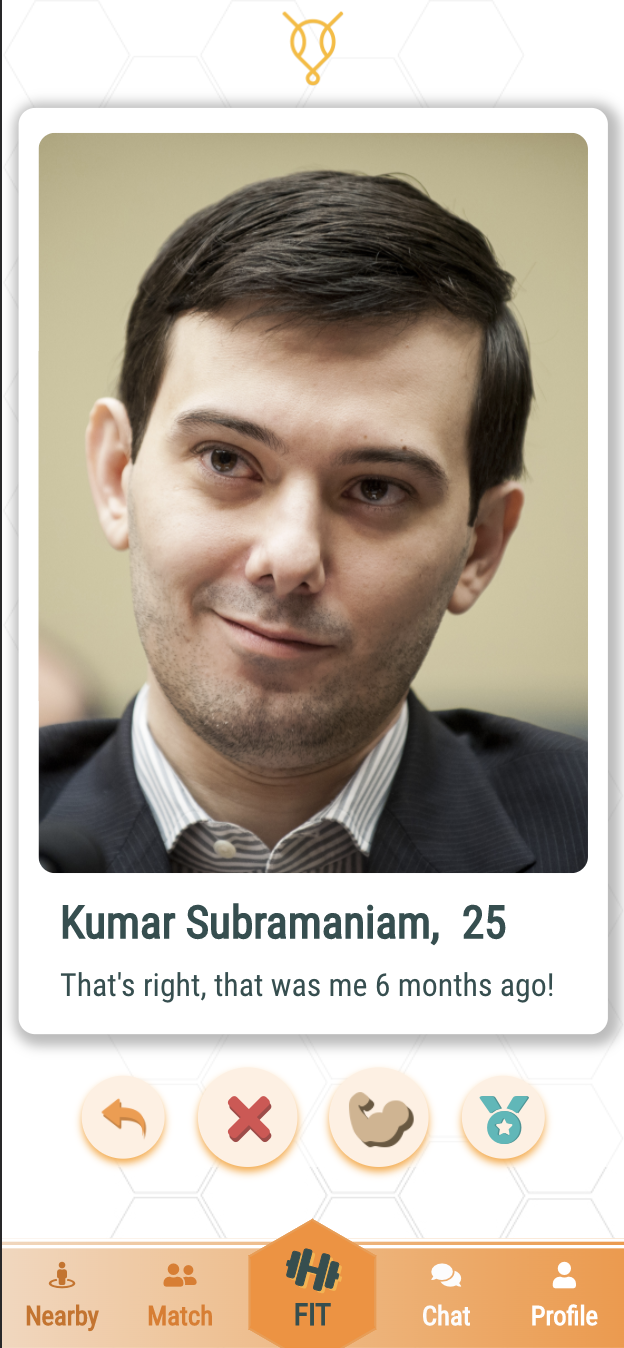 Kumar Subramaniam, 25
That's right, that was me 6 months ago!
Nearby
Match
FIT
Chat
Profile